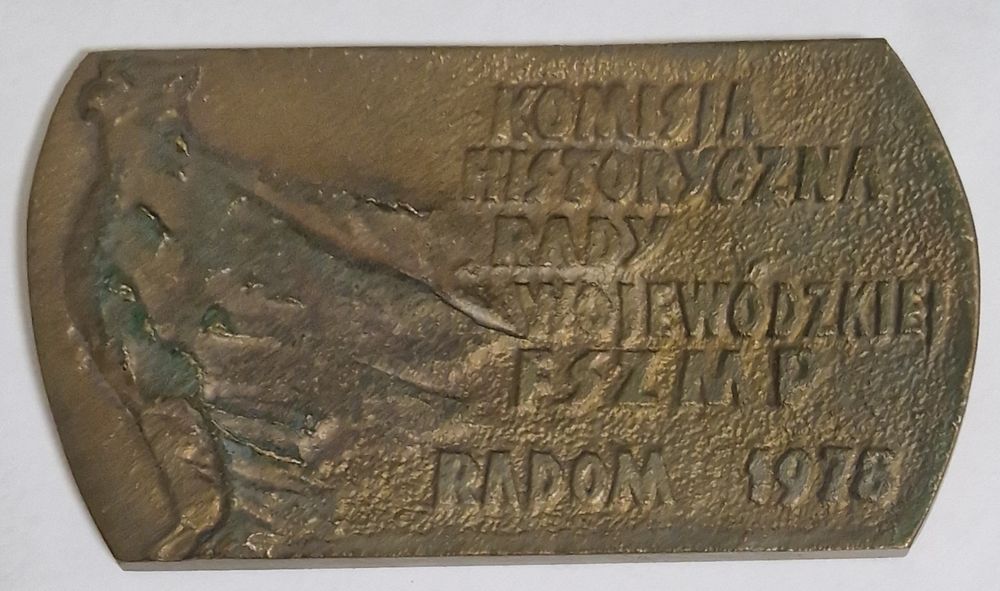 KOMISJA
HISTORYCZNA
RADY
WOJEWÓDZKIEJ
FSZMP
RADOM 1978